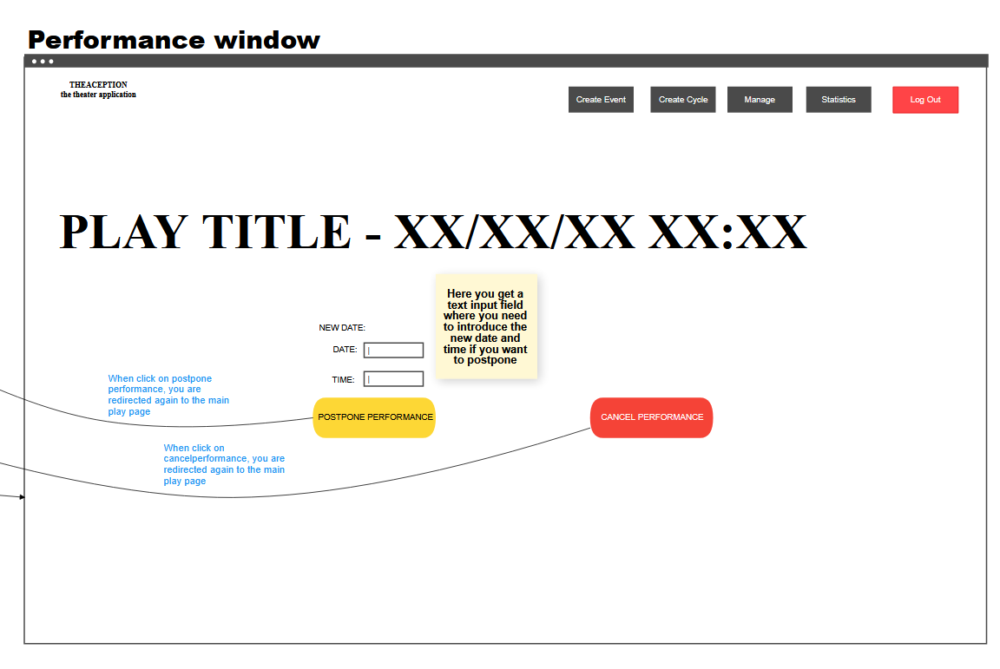 Performance window
THEACEPTION
the theater application
Create Event
Create Cycle
Manage
Statistics
Log Out
PLAY TITLE - XX/XX/XX XX:XX
Here you get a
text input field
where you need
to introduce the
new date and
time if you want
to postpone
NEW DATE:
DATE:
TIME:
When click on postpone
performance, you are
redirected again to the main
play page
POSTPONE PERFORMANCE
CANCEL PERFORMANCE
When click on
cancelperformance, you are
redirected again to the main
play page